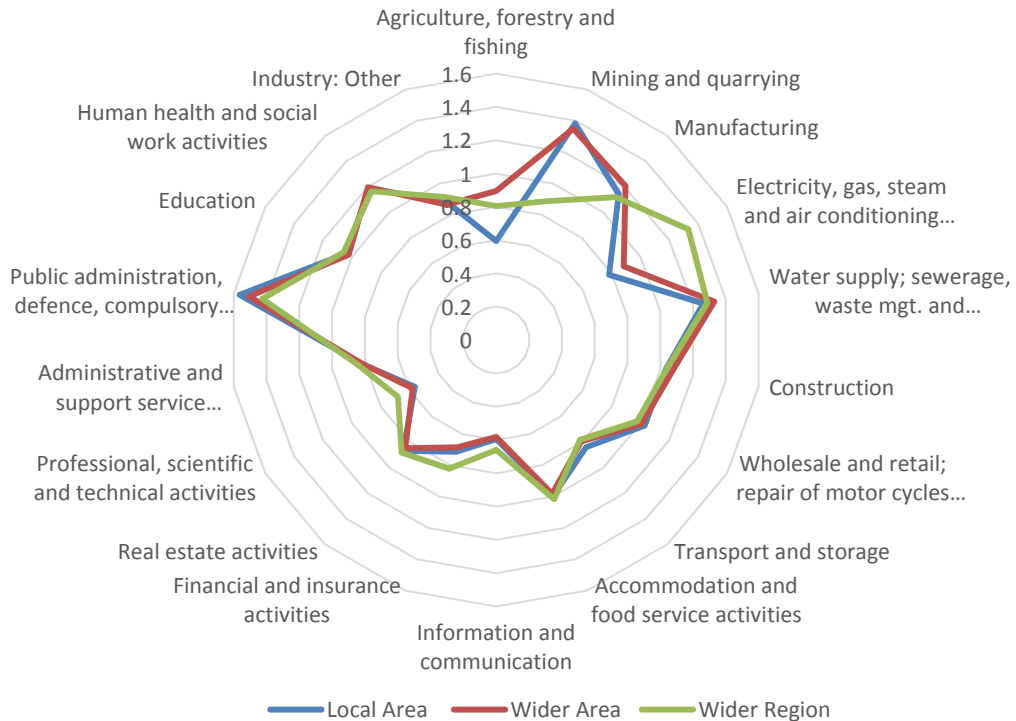 Agriculture, forestry and
fishing
Mining and quarrying
Manufacturing
Electricity, gas, steam
and air conditioning...
Water supply; sewerage,
waste mgt. and...
Construction
Wholesale and retail;
repair of motor cycles...
Transport and storage
Accommodation and
food service activities
Information and
communication
Financial and insurance
activities
Real estate activities
Professional, scientific
and technical activities
Administrative and
support service...
Public administration,
defence, compulsory...
Education
Human health and social
work activities
Industry: Other
1.6
1.4
1.2
1
0.8
0.6
0.4
0.2
0
Local Area
Wider Area
Wider Region